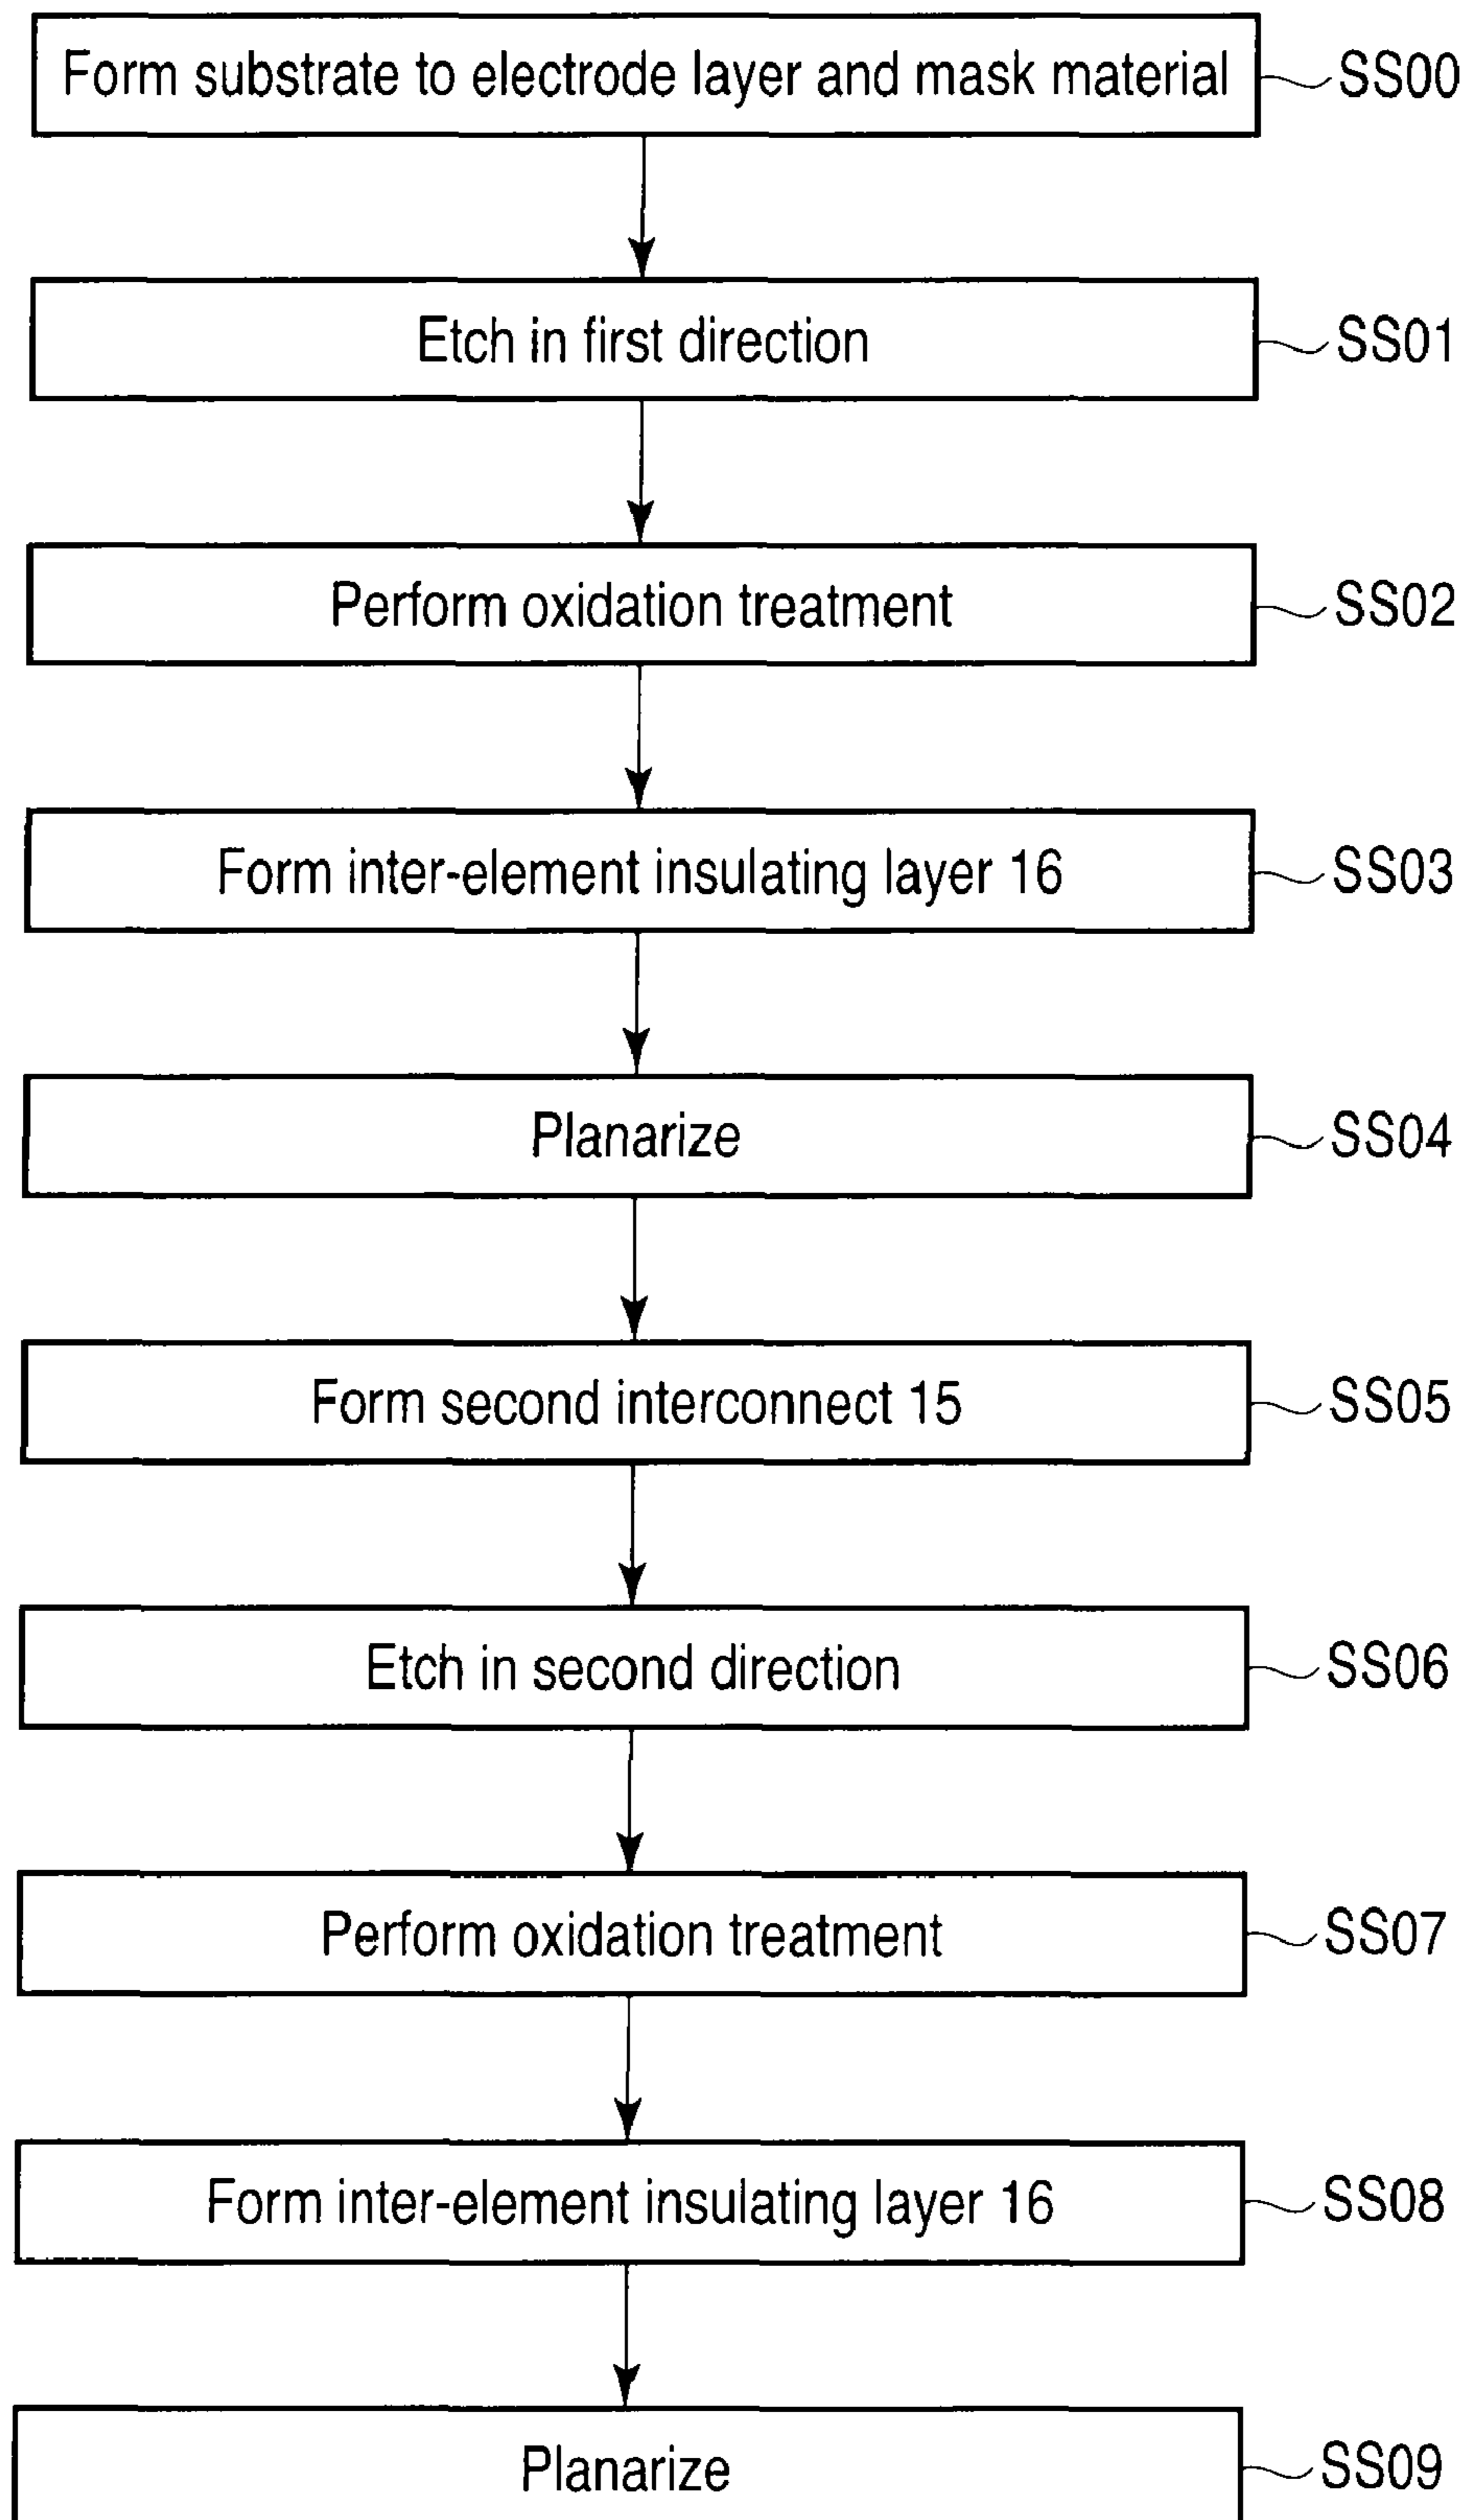 Form substrate to electrode layer and mask material SS00
Etch in first direction SS01
Perform oxidation treatment SS02
Form inter-element insulating layer 16 SS03
Planarize SS04
Form second interconnect 15 SS05
Etch in second direction SS06
Perform oxidation treatment SS07
Form inter-element insulating layer 16 SS08
Planarize SS09